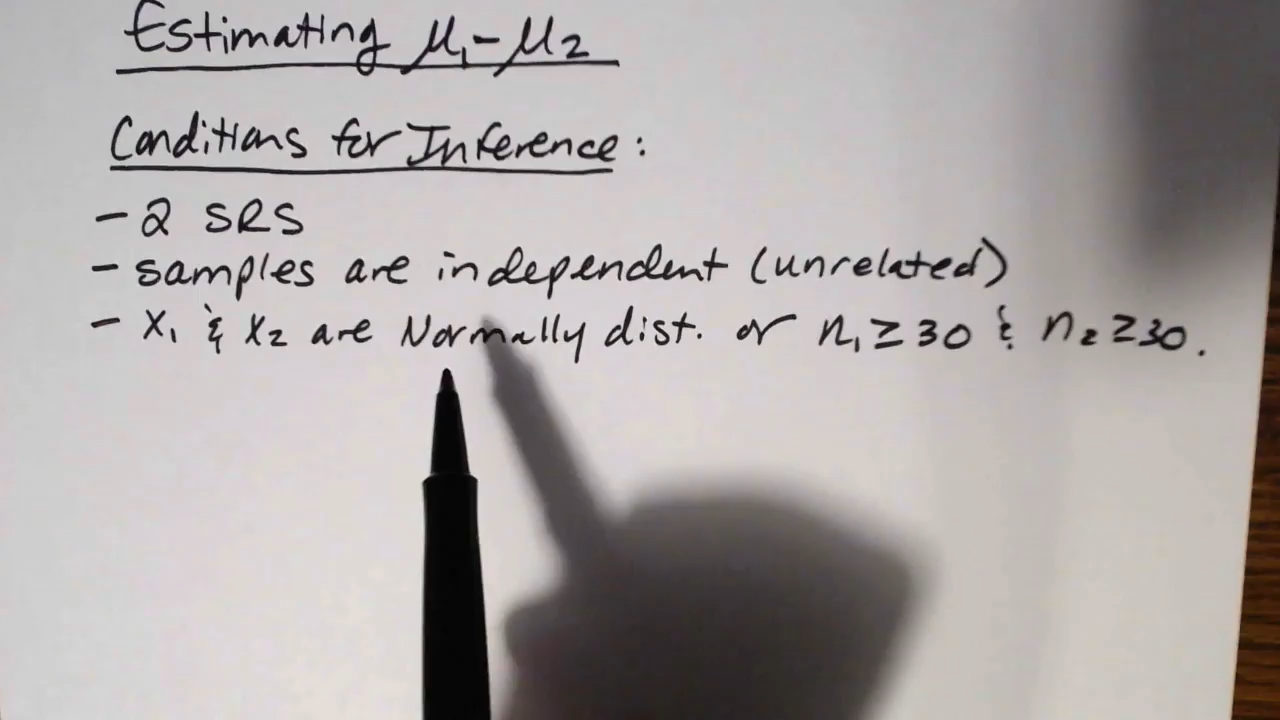 Estimating μ₁-μ₂
Conditions for Inference:
- 2 SRS
- samples are independent (unrelated)
- x₁ & x₂ are Normally dist. or n₁≥30 & n₂≥30.